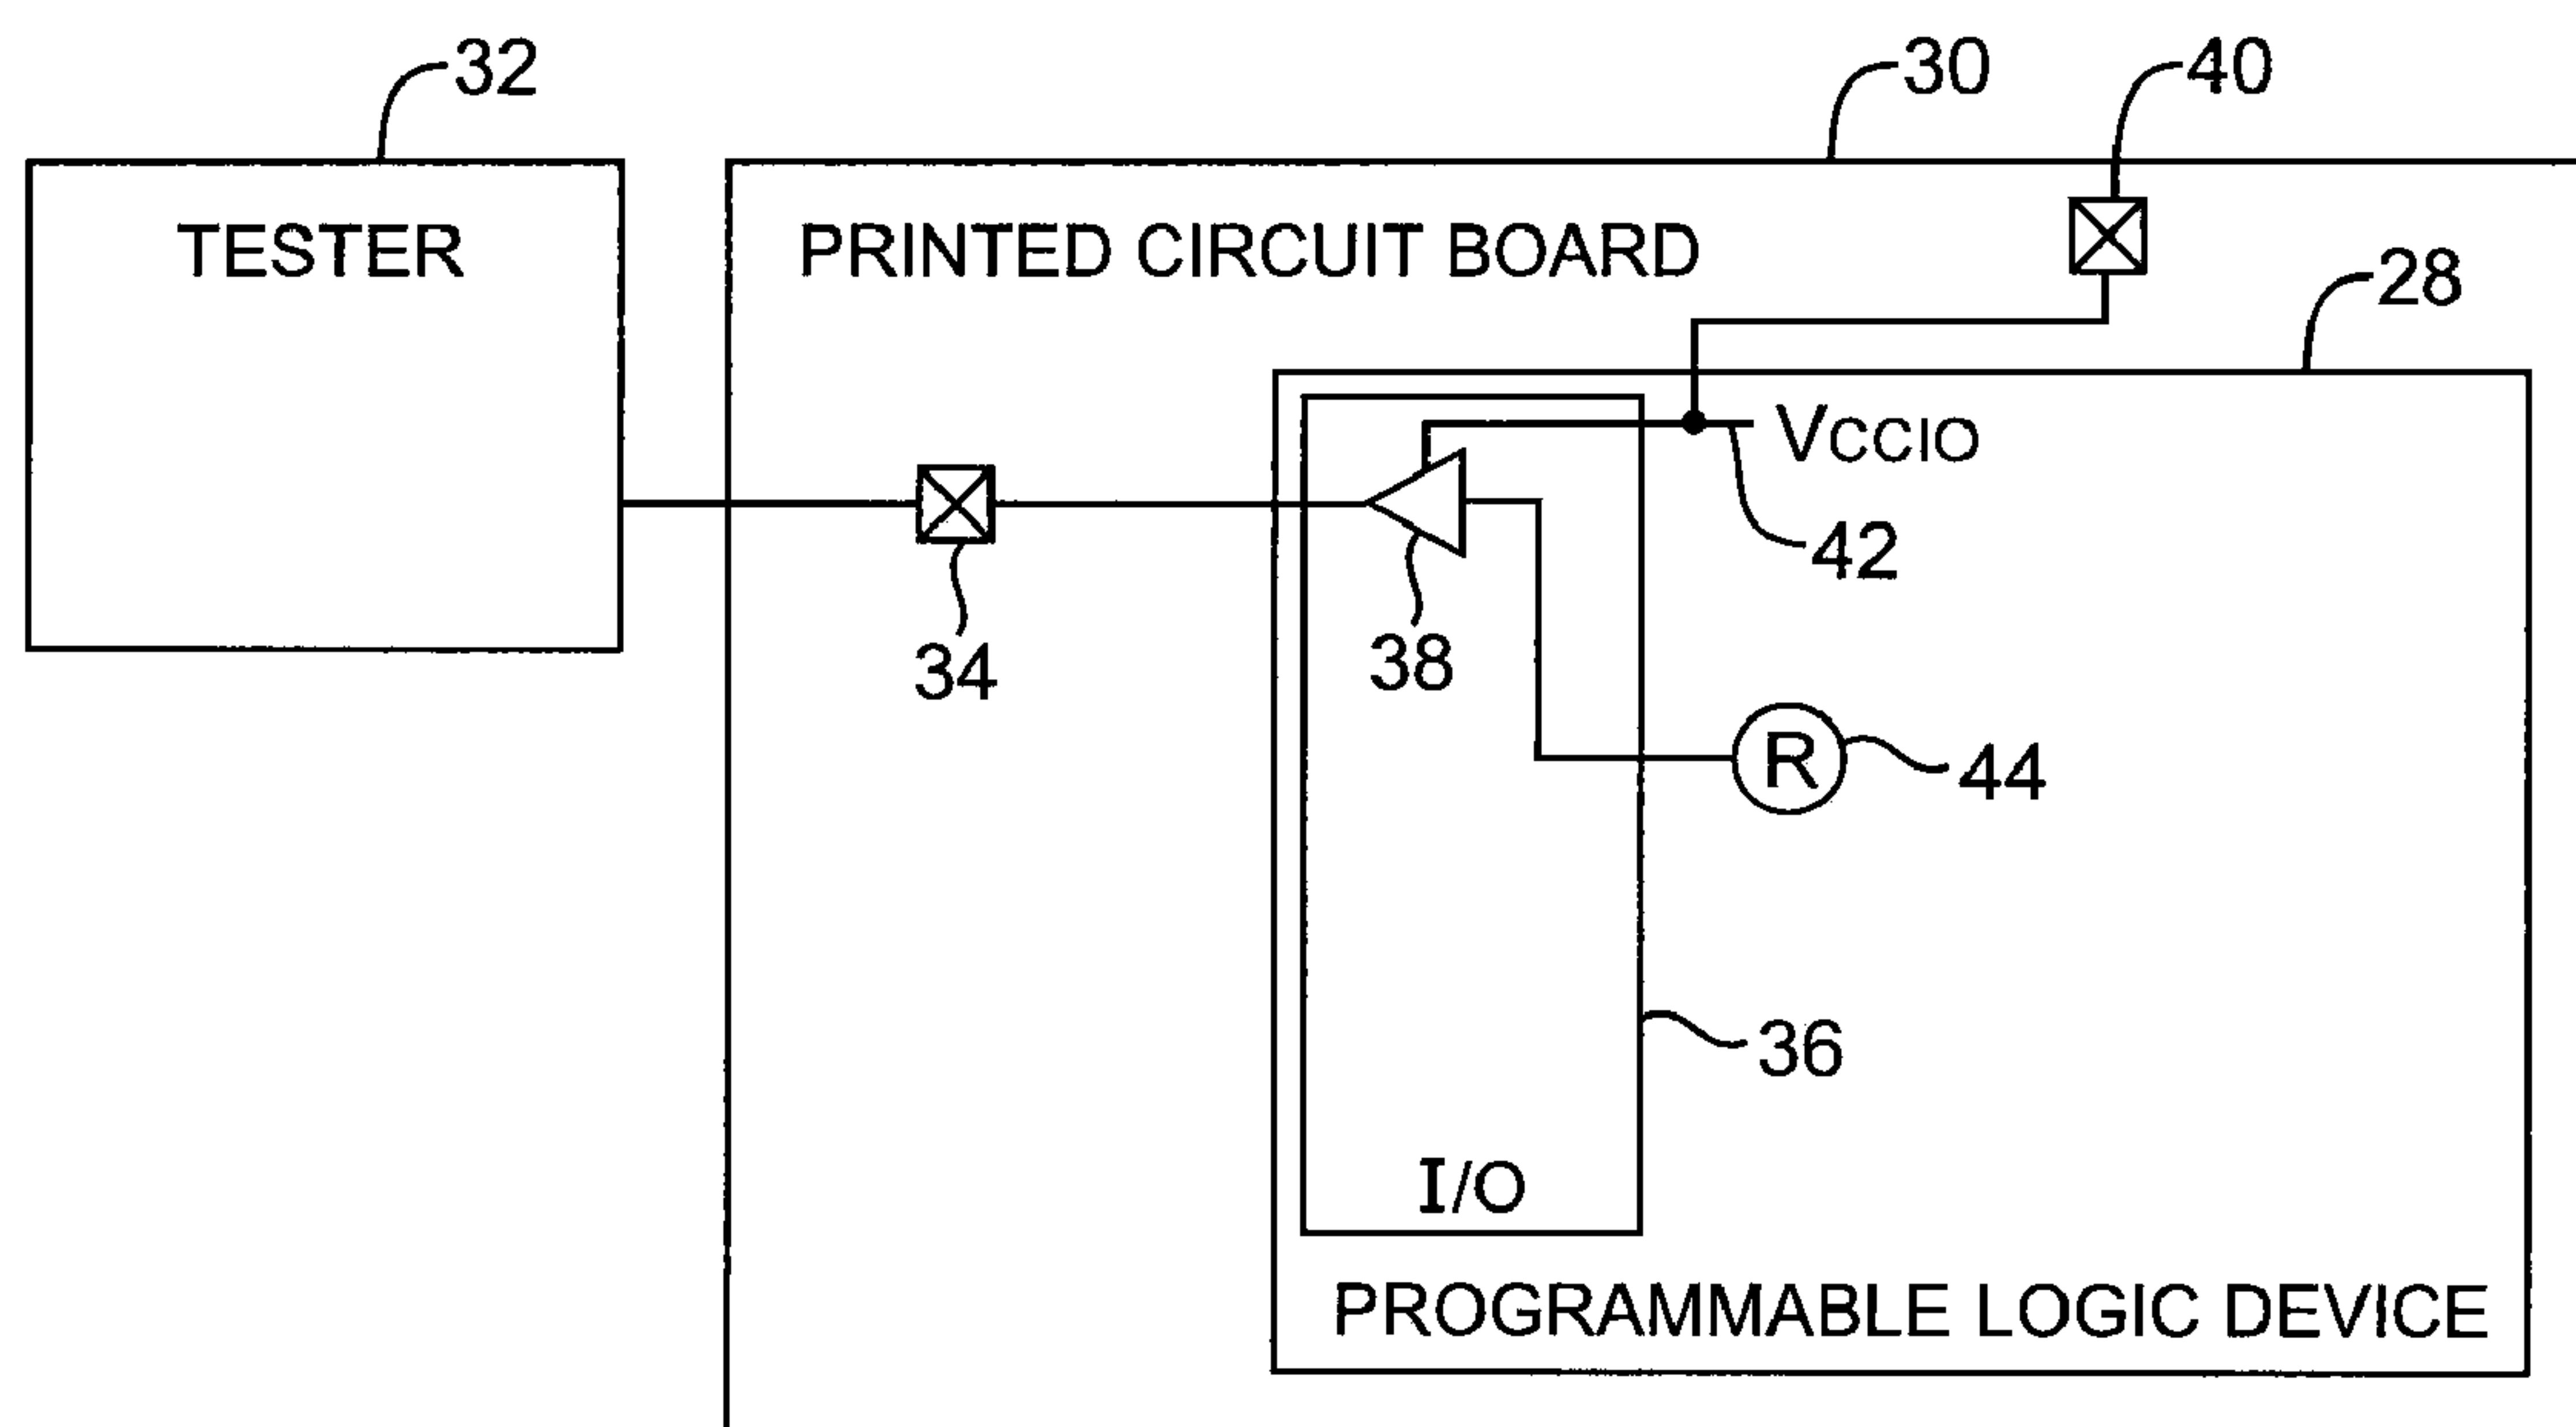 32
30
40
TESTER
PRINTED CIRCUIT BOARD
28
VCCIO
42
34
38
R
44
36
I/O
PROGRAMMABLE LOGIC DEVICE